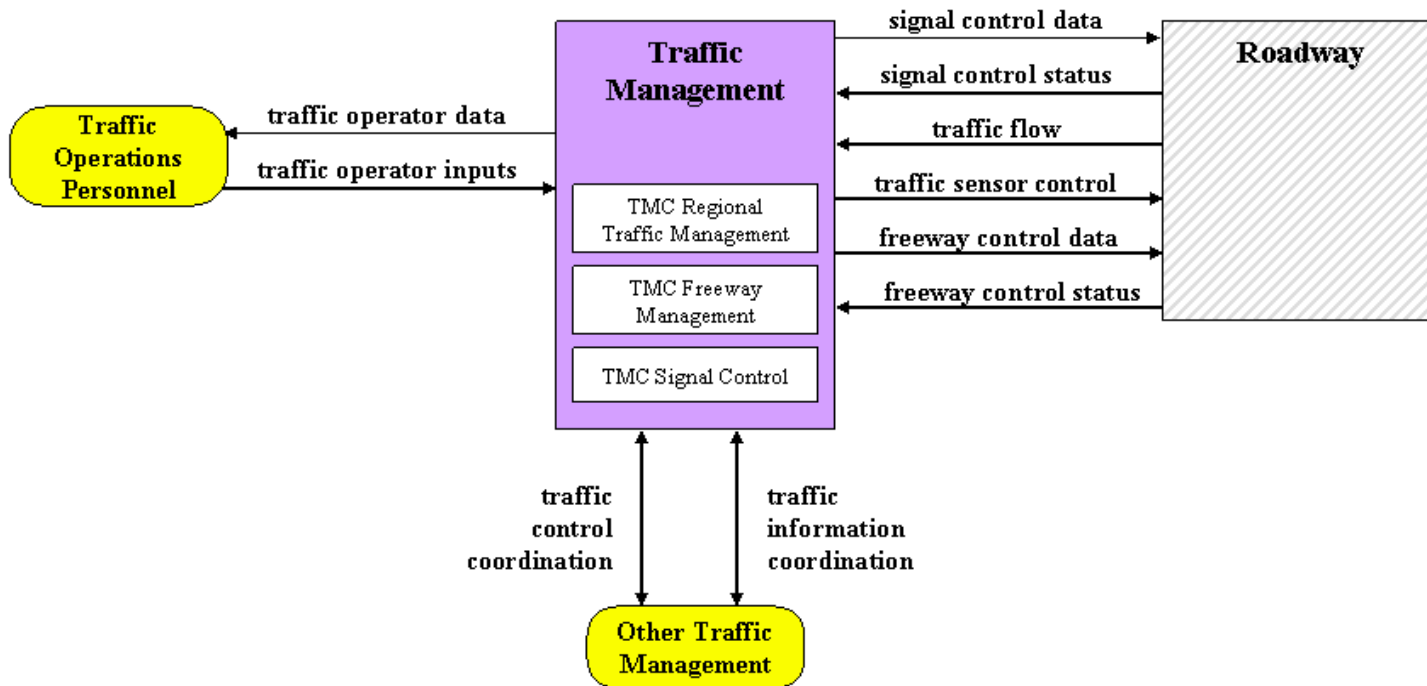 signal control data
Traffic
Management
Roadway
signal control status
traffic operator data
Traffic
Operations
Personnel
traffic flow
traffic operator inputs
traffic sensor control
TMC Regional
Traffic Management
freeway control data
TMC Freeway
Management
freeway control status
TMC Signal Control
traffic
control
coordination
traffic
information
coordination
Other Traffic
Management